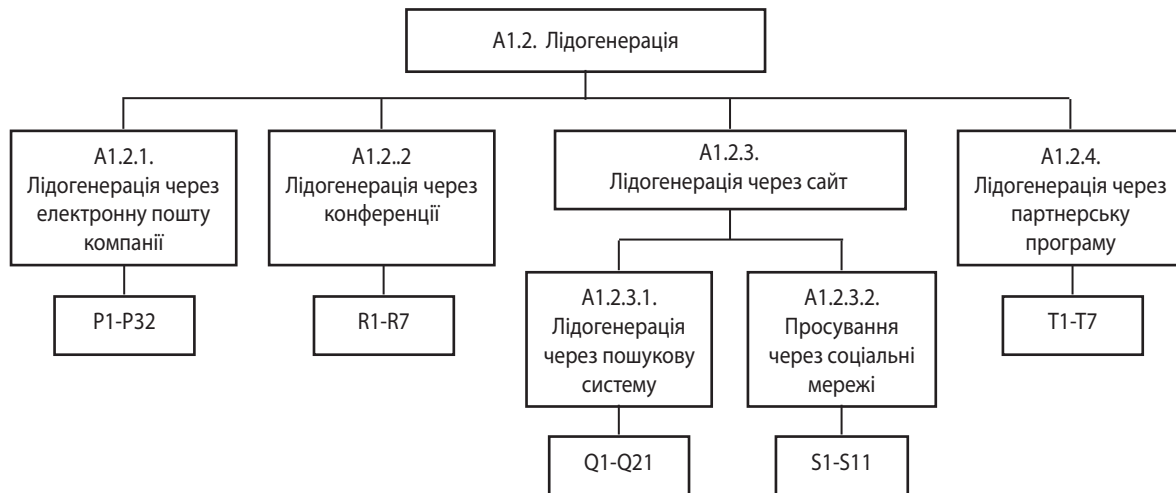 А1.2. Лідогенерація
А1.2.1.
Лідогенерація через
електронну пошту
компанії
А1.2..2
Лідогенерація через
конференції
А1.2.3.
Лідогенерація через сайт
А1.2.4.
Лідогенерація через
партнерську
програму
P1-P32
R1-R7
А1.2.3.1.
Лідогенерація
через пошукову
систему
А1.2.3.2.
Просування
через соціальні
мережі
T1-T7
Q1-Q21
S1-S11